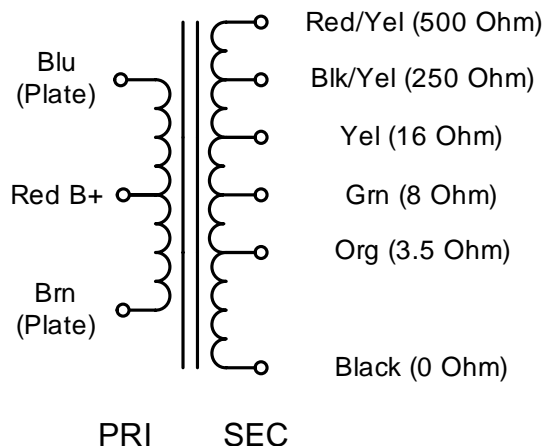 Blu
(Plate)
Red B+
Brn
(Plate)
Red/Yel (500 Ohm)
Blk/Yel (250 Ohm)
Yel (16 Ohm)
Grn (8 Ohm)
Org (3.5 Ohm)
Black (0 Ohm)
PRI SEC